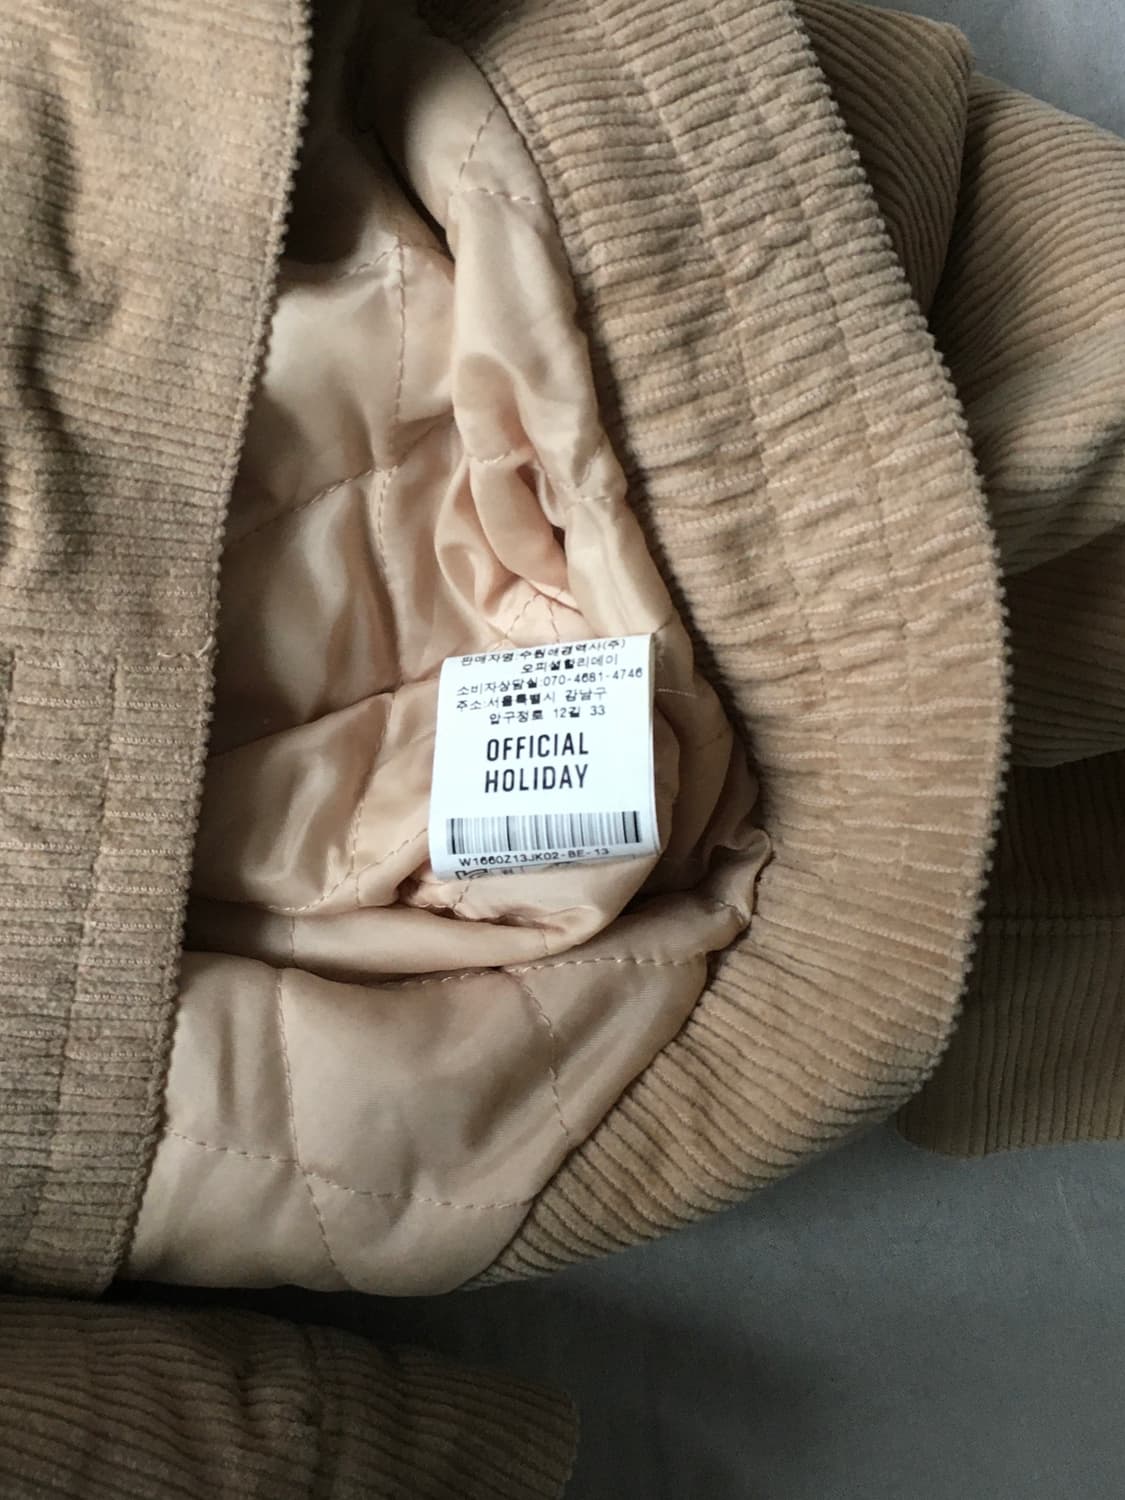 판매자명:수원애경역사(주)
오피셜할리데이
소비자상담실:070-4681-4746
주소:서울특별시 강남구
압구정로 12길 33
OFFICIAL
HOLIDAY
W1660Z13JK02-BE-13